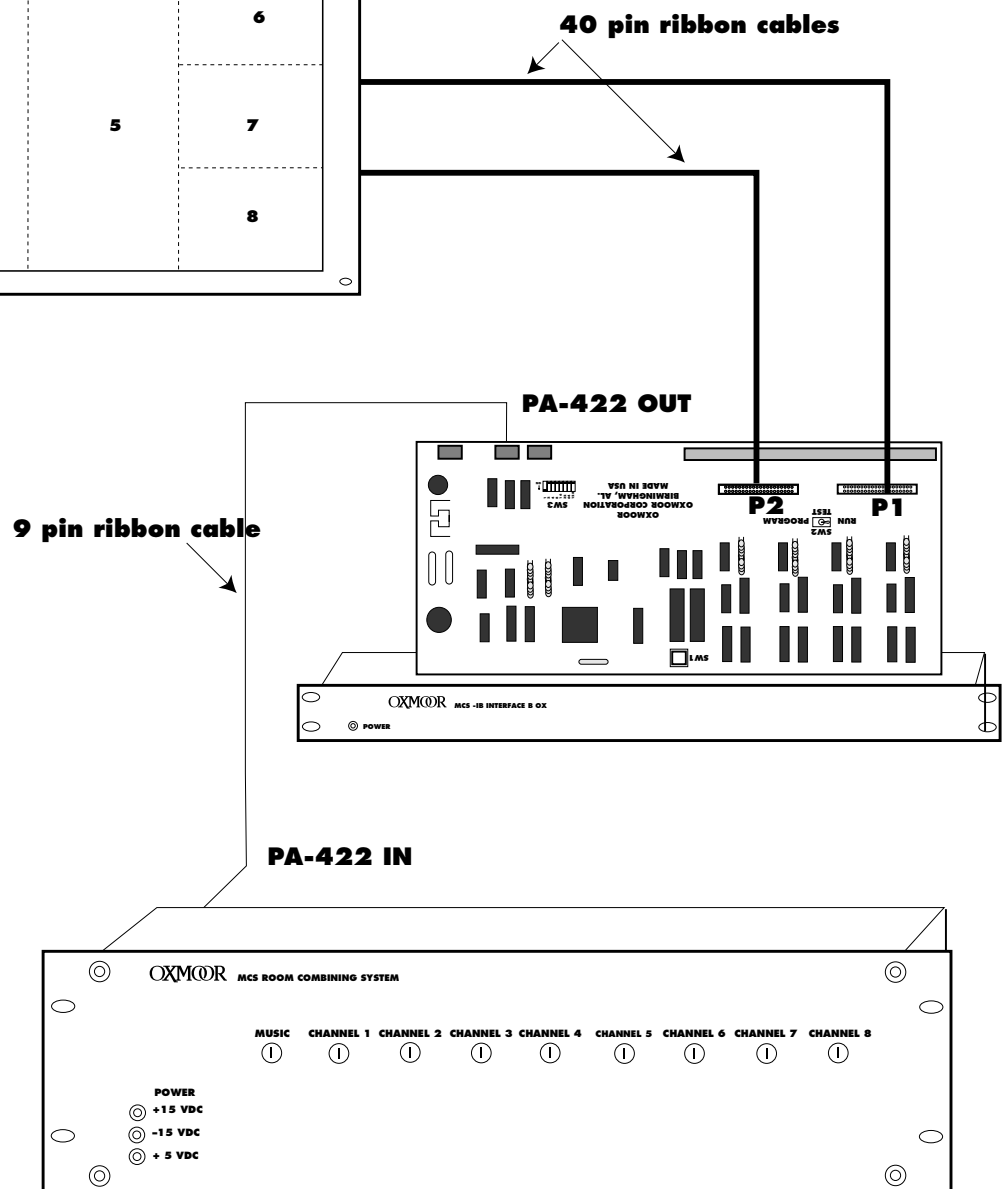 6
40 pin ribbon cables
5
7
8
PA-422 OUT
SW3
OXMOOR
OXMOOR CORPORATION
BIRMINGHAM, AL.
MADE IN USA
P2
P1
TEST
PROGRAM
RUN
SW2
9 pin ribbon cable
SW1
OXMOOR MCS -IB INTERFACE B OX
POWER
PA-422 IN
OXMOOR MCS ROOM COMBINING SYSTEM
MUSIC CHANNEL 1 CHANNEL 2 CHANNEL 3 CHANNEL 4 CHANNEL 5 CHANNEL 6 CHANNEL 7 CHANNEL 8
POWER
+15 VDC
-15 VDC
+ 5 VDC